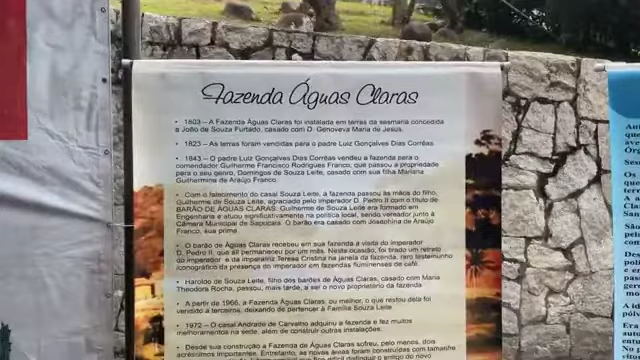 Fazenda Águas Claras
• 1803 – A Fazenda Águas Claras foi instalada em terras da sesmaria concedida
a João de Souza Furtado, casado com D. Genoveva Maria de Jesus.
• 1823 – As terras foram vendidas para o padre Luiz Gonçalves Dias Corrêas.
• 1843 – O padre Luiz Gonçalves Dias Corrêas vendeu a fazenda para o
comendador Guilherme Francisco Rodrigues Franco, que passou a propriedade
para o seu genro, Domingos de Souza Leite, casado com sua filha Mariana
Guilhermina de Araújo Franco.
• Com o falecimento do casal Souza Leite, a fazenda passou às mãos do filho,
Guilherme de Souza Leite, agraciado pelo imperador D. Pedro II com o título de
BARÃO DE ÁGUAS CLARAS. Guilherme de Souza Leite era formado em
Engenharia e atuou significativamente na política local, sendo vereador junto à
Câmara Municipal de Sapucaia. O barão era casado com Josdohina de Araújo
Franco, sua prima.
• O barão de Águas Claras recebeu em sua fazenda a visita do imperador
D. Pedro II, que ali permaneceu por um mês. Nesta ocasião, foi tirado um retrato
do imperador e da imperatriz Teresa Cristina na janela da fazenda, raro testemunho
iconográfico da presença do imperador em fazendas fluminenses de café.
• Haroldo de Souza Leite, filho dos barões de Águas Claras, casado com Maria
Theodora Rocha, passou, mais tarde, a ser o novo proprietário da fazenda
• A partir de 1966, a Fazenda Águas Claras, ou melhor, o que restou dela foi
vendido a terceiros, deixando de pertencer à Família Souza Leite
• 1972 – O casal Andrade de Carvalho adquiriu a fazenda e fez muitos
melhoramentos na sede, além de construir outras instalações.
• Desde sua construção a Fazenda de Águas Claras sofreu, pelo menos, dois
acréscimos importantes. Entretanto, as novas áreas foram construídas com tamanho